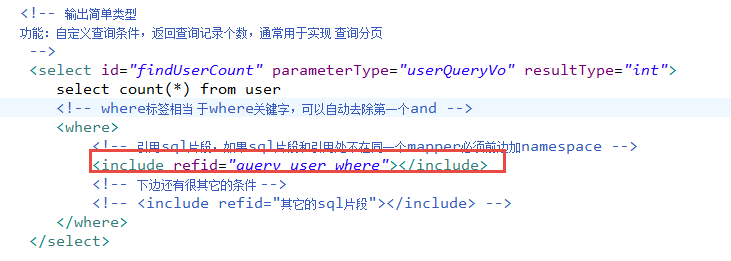 <!-- 输出简单类型
功能：自定义查询条件，返回查询记录个数，通常用于实现 查询分页
-->
<select id="findUserCount" parameterType="userQueryVo" resultType="int">
select count(*) from user
<!-- where标签相当 于where关键字，可以自动去除第一个and -->
<where>
<!-- 引用sql片段，如果sql片段和引用处不在同一个mapper必须前边加namespace -->
<include refid="query_user_where"></include>
<!-- 下边还有很其它的条件 -->
<!-- <include refid="其它的sql片段"></include> -->
</where>
</select>